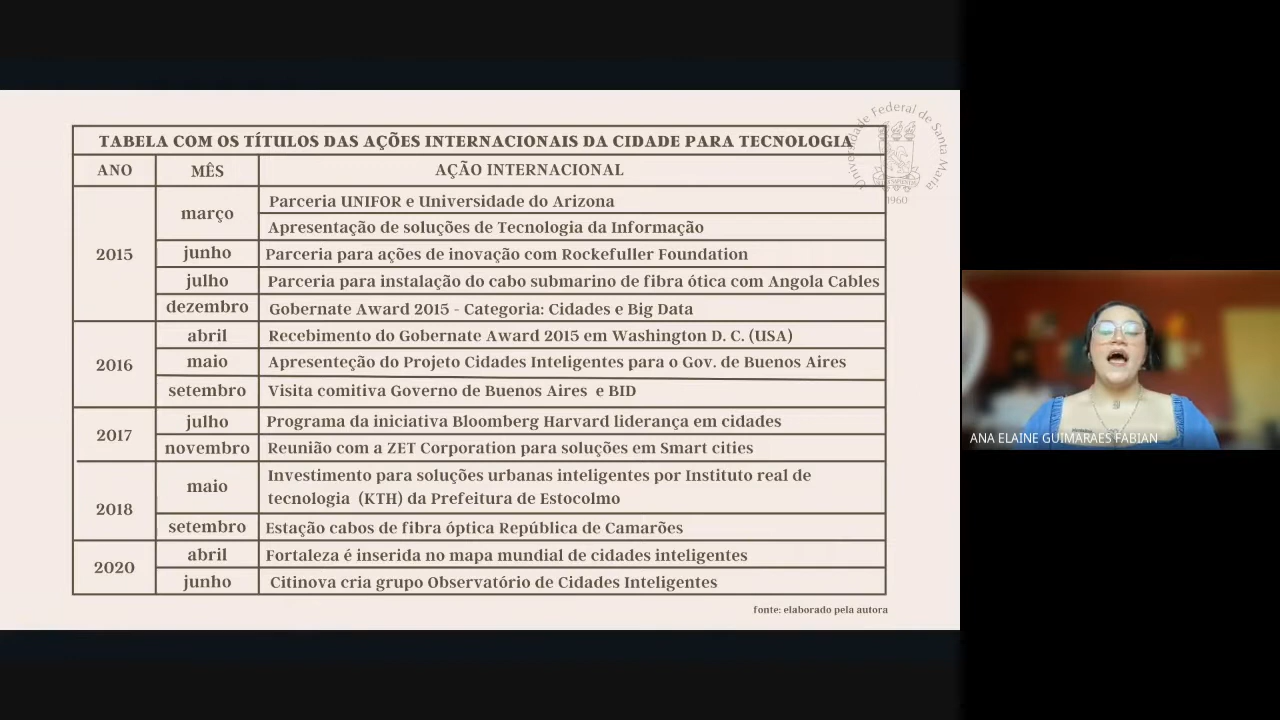 Universidade Federal de Santa Maria
1960
TABELA COM OS TÍTULOS DAS AÇÕES INTERNACIONAIS DA CIDADE PARA TECNOLOGIA
ANO MÊS AÇÃO INTERNACIONAL
2015
março
Parceria UNIFOR e Universidade do Arizona
Apresentação de soluções de Tecnologia da Informação
junho Parceria para ações de inovação com Rockefuller Foundation
julho Parceria para instalação do cabo submarino de fibra ótica com Angola Cables
dezembro Gobernate Award 2015 - Categoria: Cidades e Big Data
2016
abril Recebimento do Gobernate Award 2015 em Washington D. C. (USA)
maio Apresenteção do Projeto Cidades Inteligentes para o Gov. de Buenos Aires
setembro Visita comitiva Governo de Buenos Aires e BID
2017
julho Programa da iniciativa Bloomberg Harvard liderança em cidades
novembro Reunião com a ZET Corporation para soluções em Smart cities
2018
maio
Investimento para soluções urbanas inteligentes por Instituto real de
tecnologia (KTH) da Prefeitura de Estocolmo
setembro Estação cabos de fibra óptica República de Camarões
2020
abril Fortaleza é inserida no mapa mundial de cidades inteligentes
junho Citinova cria grupo Observatório de Cidades Inteligentes
fonte: elaborado pela autora
ANA ELAINE GUIMARAES FABIAN